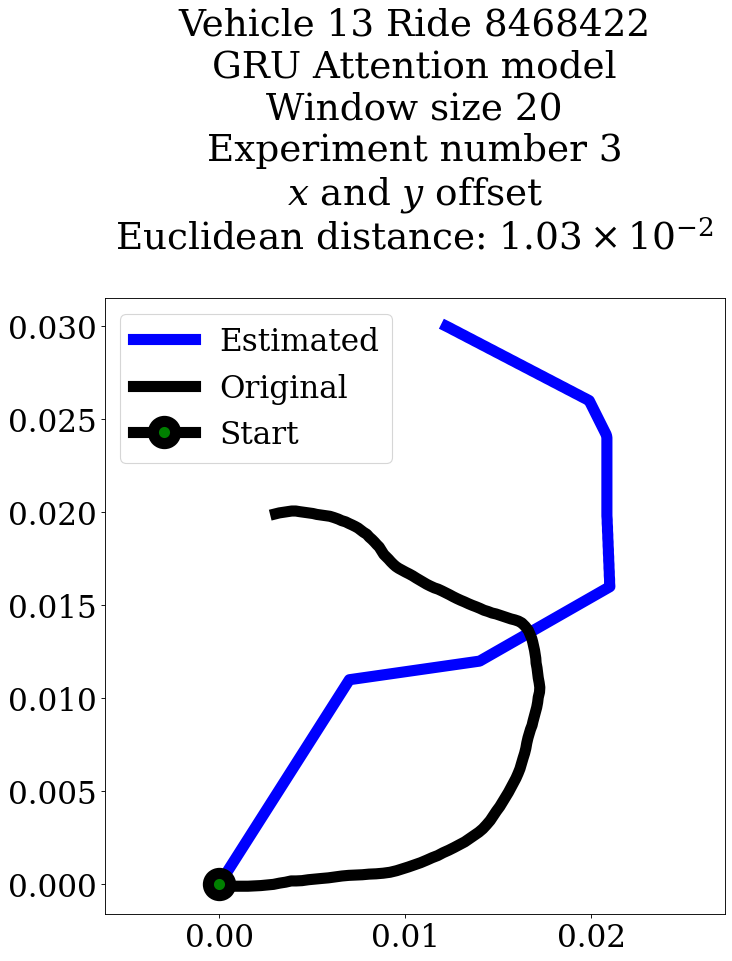 Vehicle 13 Ride 8468422
GRU Attention model
Window size 20
Experiment number 3
x and y offset
Euclidean distance: 1.03 × 10⁻²
Estimated
Original
Start
0.030
0.025
0.020
0.015
0.010
0.005
0.000
0.00
0.01
0.02